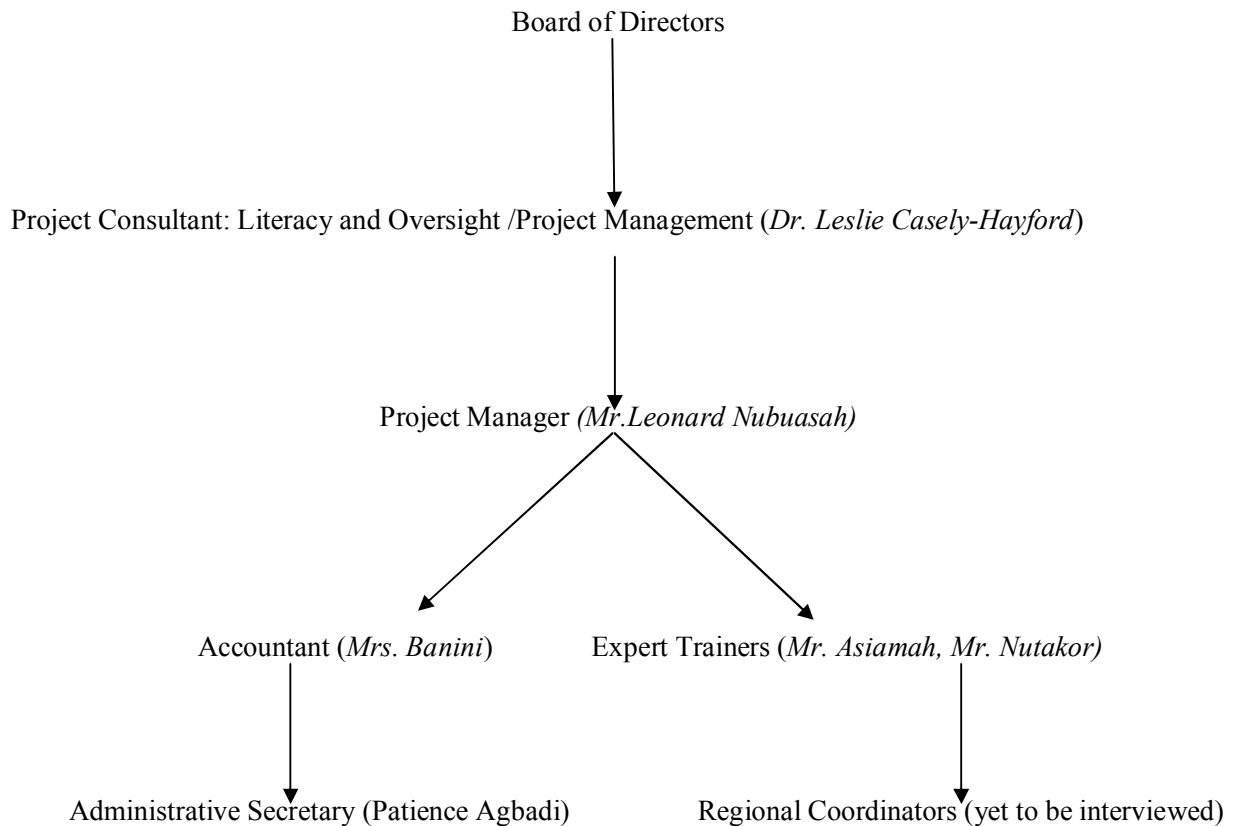 Board of Directors
Project Consultant: Literacy and Oversight /Project Management (Dr. Leslie Casely-Hayford)
Project Manager (Mr.Leonard Nubuasah)
Accountant (Mrs. Banini)
Expert Trainers (Mr. Asiamah, Mr. Nutakor)
Administrative Secretary (Patience Agbadi)
Regional Coordinators (yet to be interviewed)